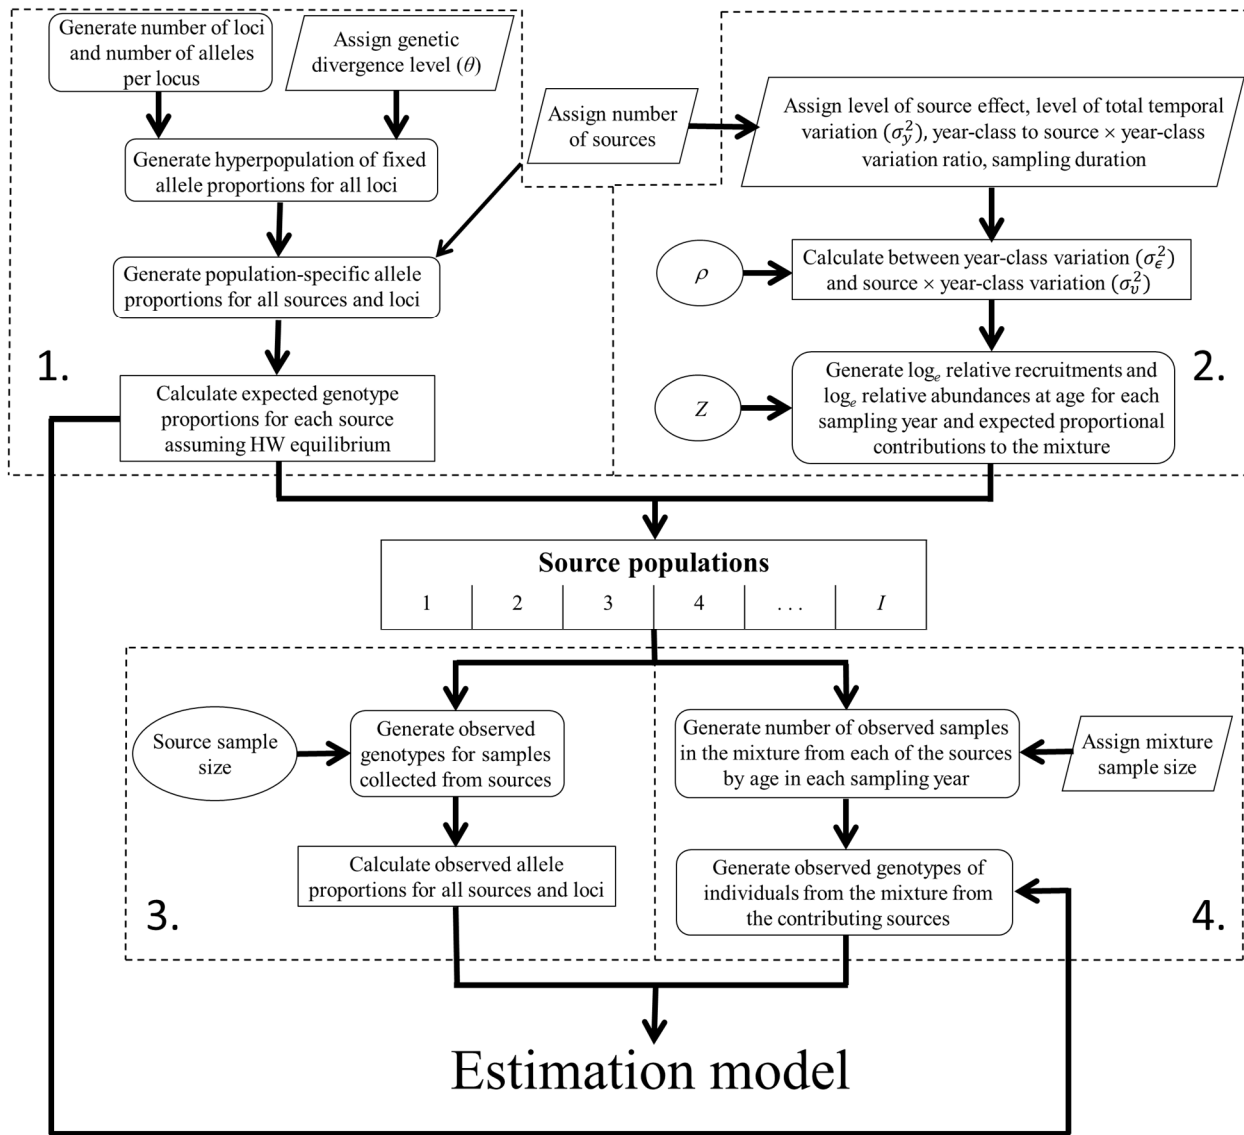 Generate number of loci
and number of alleles
per locus
Assign genetic
divergence level (θ)
Generate hyperpopulation of fixed
allele proportions for all loci
Generate population-specific allele
proportions for all sources and loci
1.
Calculate expected genotype
proportions for each source
assuming HW equilibrium
Assign number
of sources
Assign level of source effect, level of total temporal
variation (σ_y^2), year-class to source × year-class
variation ratio, sampling duration
ρ
Calculate between year-class variation (σ_ϵ^2)
and source × year-class variation (σ_υ^2)
2.
Z
Generate log_e relative recruitments and
log_e relative abundances at age for each
sampling year and expected proportional
contributions to the mixture
Source populations
1 2 3 4 . . . I
Source sample
size
Generate observed
genotypes for samples
collected from sources
Calculate observed allele
proportions for all sources and loci
3.
Generate number of observed samples
in the mixture from each of the sources
by age in each sampling year
Assign mixture
sample size
Generate observed genotypes of
individuals from the mixture from
the contributing sources
4.
Estimation model